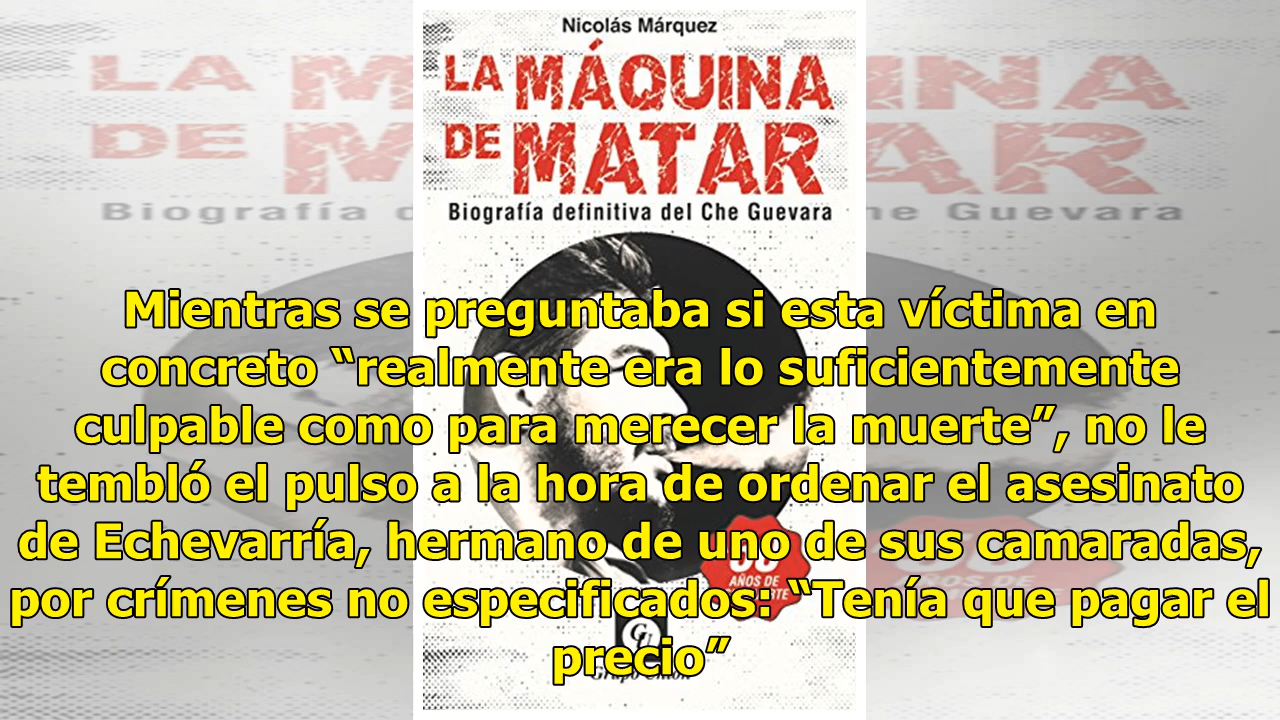 Nicolás Márquez
LA MÁQUINA
DE MATAR
Biografía definitiva del Che Guevara
Mientras se preguntaba si esta víctima en
concreto “realmente era lo suficientemente
culpable como para merecer la muerte”, no le
tembló el pulso a la hora de ordenar el asesinato
de Echevarría, hermano de uno de sus camaradas,
por crímenes no especificados: “Tenía que pagar el
precio”
AÑOS DE